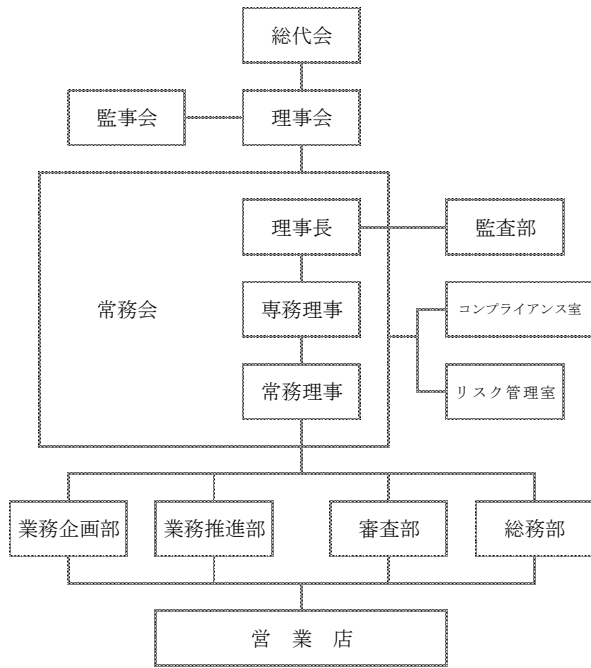 総代会
監事会
理事会
理事長
監査部
常務会
専務理事
コンプライアンス室
常務理事
リスク管理室
業務企画部
業務推進部
審査部
総務部
営業店